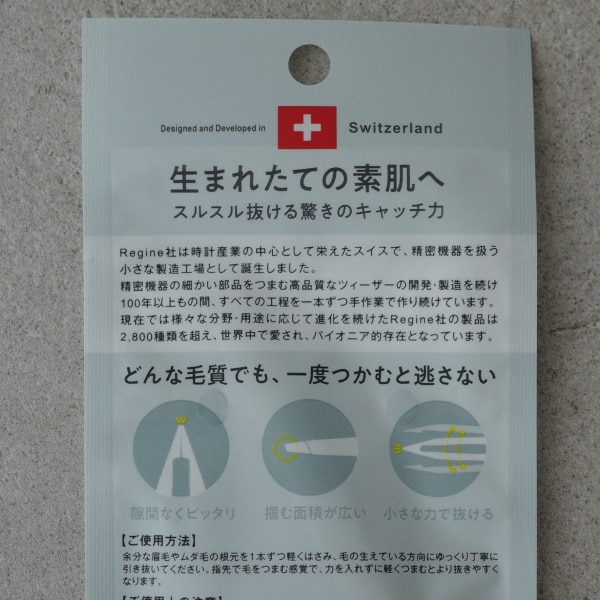 Designed and Developed in Switzerland
生まれたての素肌へ
スルスル抜ける驚きのキャッチ力
Regine社は時計産業の中心として栄えたスイスで、精密機器を扱う
小さな製造工場として誕生しました。
精密機器の細かい部品をつまむ高品質なツィーザーの開発・製造を続け
100年以上もの間、すべての工程を一本ずつ手作業で作り続けています。
現在では様々な分野・用途に応じて進化を続けたRegine社の製品は
2,800種類を超え、世界中で愛され、パイオニア的存在となっています。
どんな毛質でも、一度つかむと逃さない
隙間なくピッタリ
掴む面積が広い
小さな力で抜ける
【ご使用方法】
余分な眉毛やムダ毛の根元を1本ずつ軽くはさみ、毛の生えている方向にゆっくり丁寧に
引き抜いてください。指先で毛をつまむ感覚で、力を入れずに軽くつまむとより抜きやすく
なります。